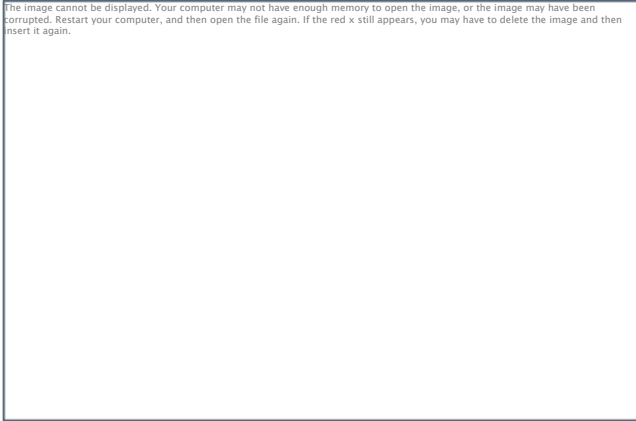 The image cannot be displayed. Your computer may not have enough memory to open the image, or the image may have been
corrupted. Restart your computer, and then open the file again. If the red x still appears, you may have to delete the image and then
insert it again.